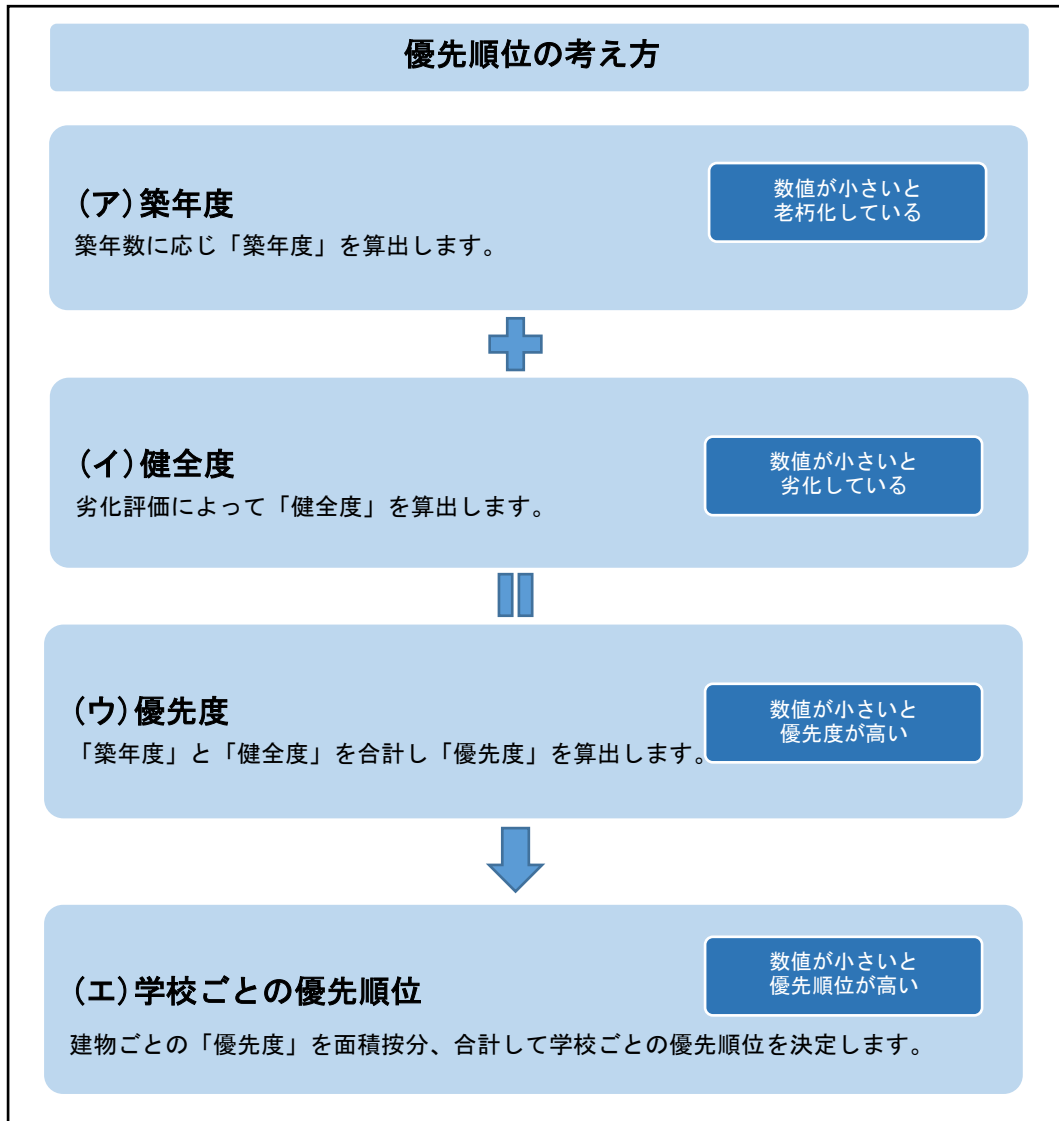 優先順位の考え方
(ア)築年度
築年数に応じ「築年度」を算出します。
数値が小さいと
老朽化している
(イ)健全度
劣化評価によって「健全度」を算出します。
数値が小さいと
劣化している
(ウ)優先度
「築年度」と「健全度」を合計し「優先度」を算出します。
数値が小さいと
優先度が高い
(エ)学校ごとの優先順位
数値が小さいと
優先順位が高い
建物ごとの「優先度」を面積按分、合計して学校ごとの優先順位を決定します。